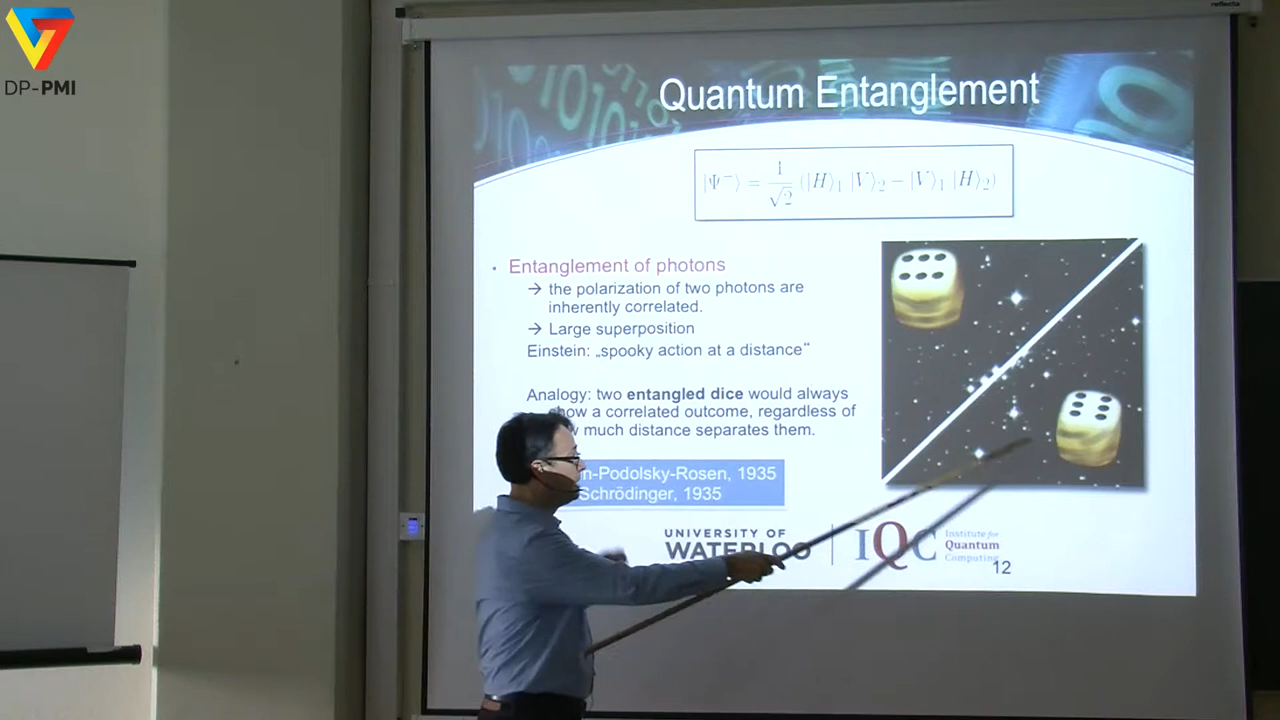 DP-PMI
reflecta
Quantum Entanglement
|Ψ⁻⟩ = 1/√2 (|H⟩₁ |V⟩₂ − |V⟩₁ |H⟩₂)
• Entanglement of photons
→ the polarization of two photons are
inherently correlated.
→ Large superposition
Einstein: „spooky action at a distance“
Analogy: two entangled dice would always
show a correlated outcome, regardless of
much distance separates them.
n-Podolsky-Rosen, 1935
Schrödinger, 1935
UNIVERSITY OF
WATERLOO
IQC
Institute for
Quantum
Computing
12